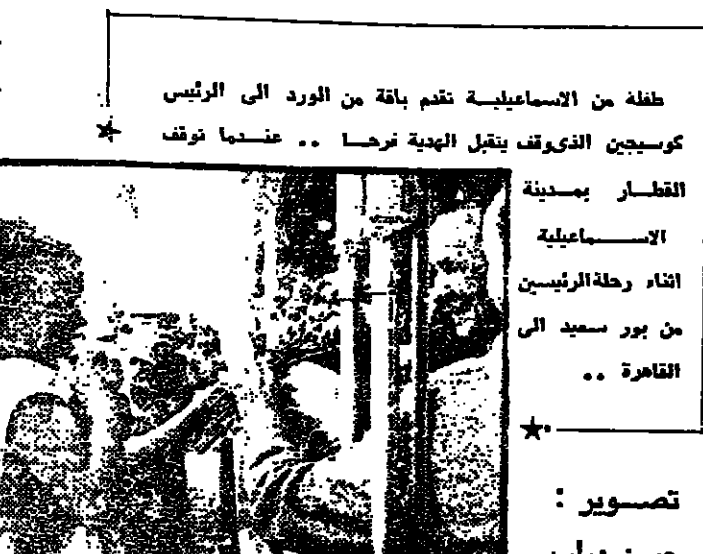 طفلة من الاسماعيلية تقدم باقة من الورد الى الرئيس
كوسيجين الذى وقف يتقبل الهدية فرحا .. عندما توقف
القطار بمدينة
الاسماعيلية
اثناء رحلة الرئيسين
من بور سعيد الى
القاهرة ..
تصوير :